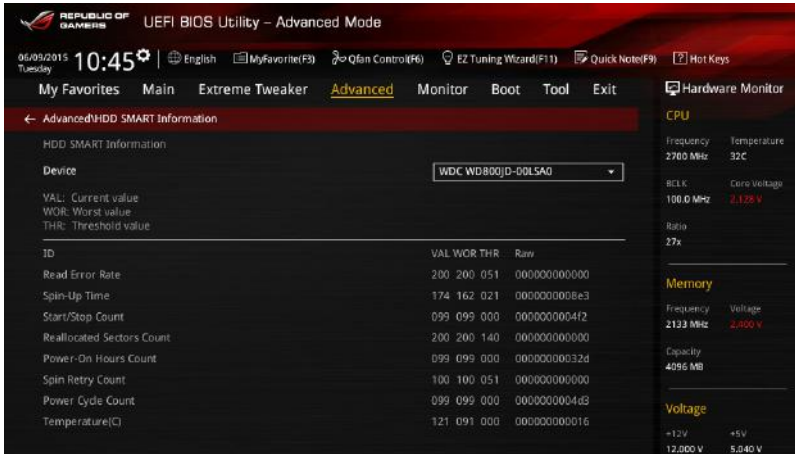 REPUBLIC OF GAMERS
UEFI BIOS Utility – Advanced Mode
06/09/2015 Tuesday 10:45 English MyFavorite(F3) Qfan Control(F6) EZ Tuning Wizard(F11) Quick Note(F9) ? Hot Keys
My Favorites Main Extreme Tweaker Advanced Monitor Boot Tool Exit
← Advanced\HDD SMART Information
HDD SMART Information
Device WDC WD800JD-00LSA0
VAL: Current value
WOR: Worst value
THR: Threshold value
ID VAL WOR THR Raw
Read Error Rate 200 200 051 000000000000
Spin-Up Time 174 162 021 0000000008e3
Start/Stop Count 099 099 000 0000000004f2
Reallocated Sectors Count 200 200 140 000000000000
Power-On Hours Count 099 099 000 00000000032d
Spin Retry Count 100 100 051 000000000000
Power Cycle Count 099 099 000 0000000004d3
Temperature(C) 121 091 000 000000000016
Hardware Monitor
CPU
Frequency Temperature
2700 MHz 32C
BCLK Core Voltage
100.0 MHz 2.128 V
Ratio
27x
Memory
Frequency Voltage
2133 MHz 2.400 V
Capacity
4096 MB
Voltage
+12V +5V
12.000 V 5.040 V